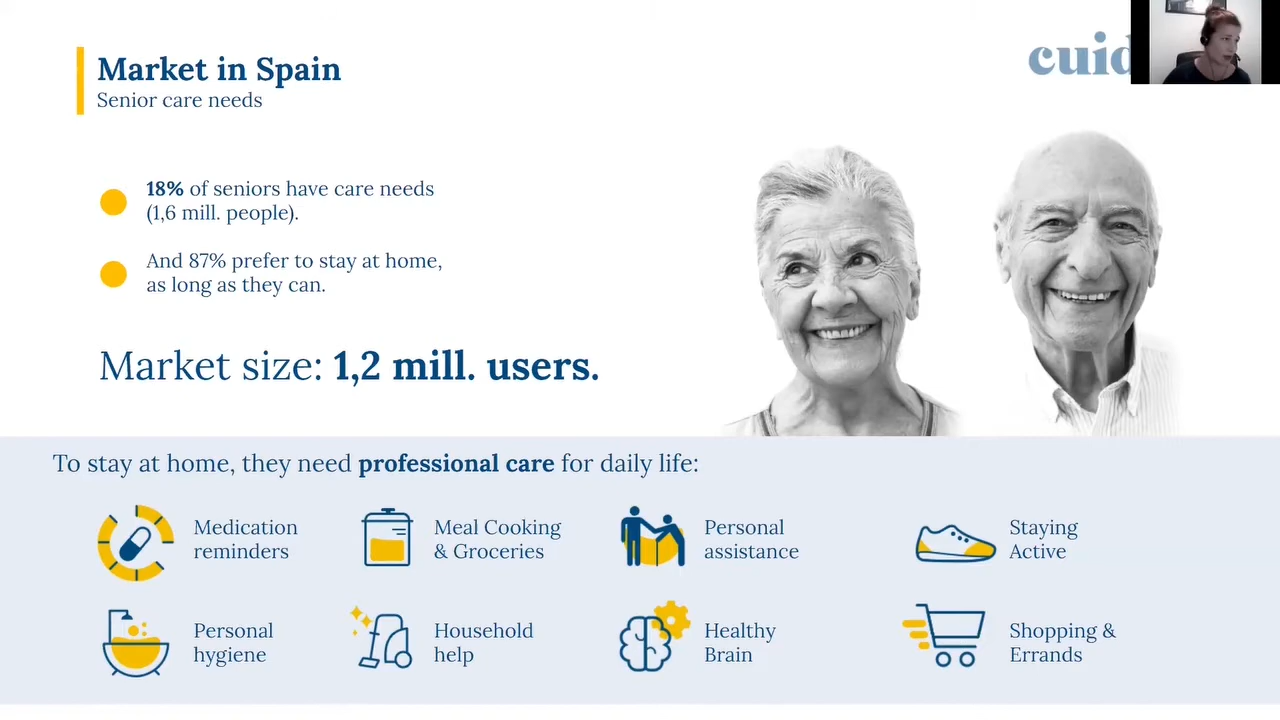 Market in Spain
Senior care needs
cuid
18% of seniors have care needs
(1,6 mill. people).
And 87% prefer to stay at home,
as long as they can.
Market size: 1,2 mill. users.
To stay at home, they need professional care for daily life:
Medication
reminders
Meal Cooking
& Groceries
Personal
assistance
Staying
Active
Personal
hygiene
Household
help
Healthy
Brain
Shopping &
Errands